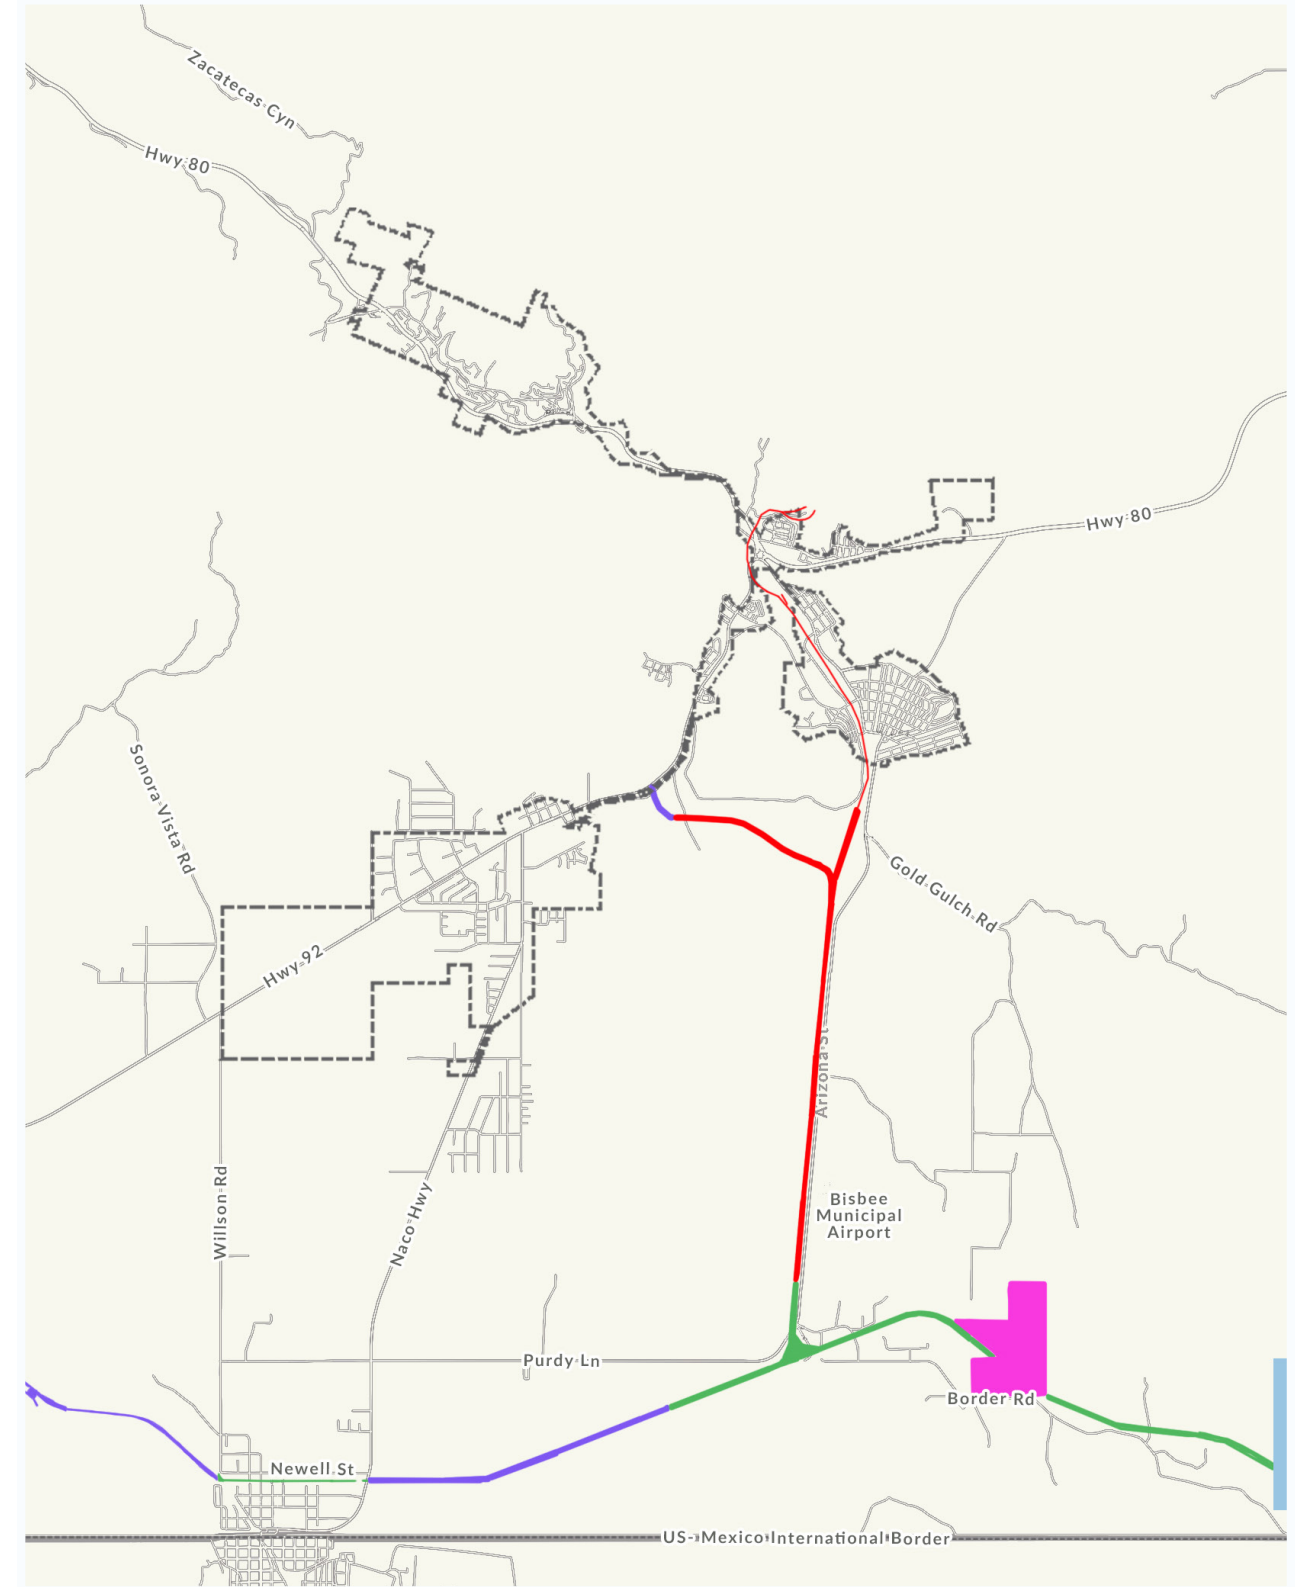 Zacatecas Cyn
Hwy 80
Hwy 80
Sonora Vista Rd
Gold Gulch Rd
Hwy 92
Arizona St
Willson Rd
Naco Hwy
Bisbee
Municipal
Airport
Purdy Ln
Border Rd
Newell St
US- Mexico International Border